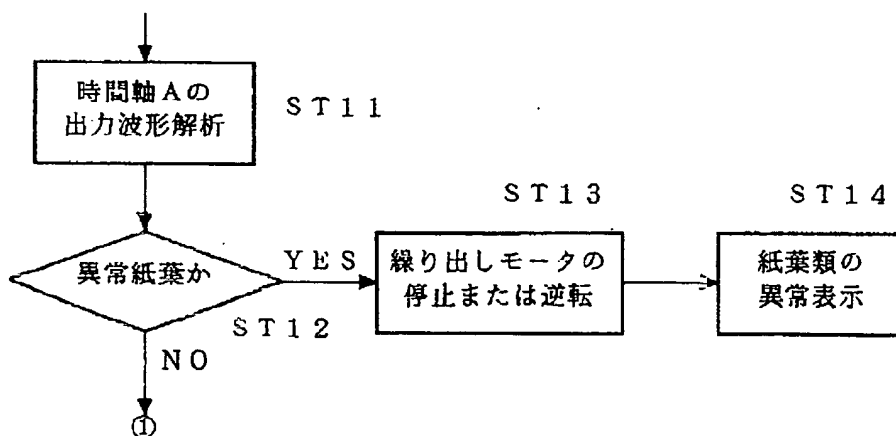 時間軸Aの
出力波形解析
ST11
異常紙葉か
YES
ST12
NO
①
ST13
繰り出しモータの
停止または逆転
ST14
紙葉類の
異常表示